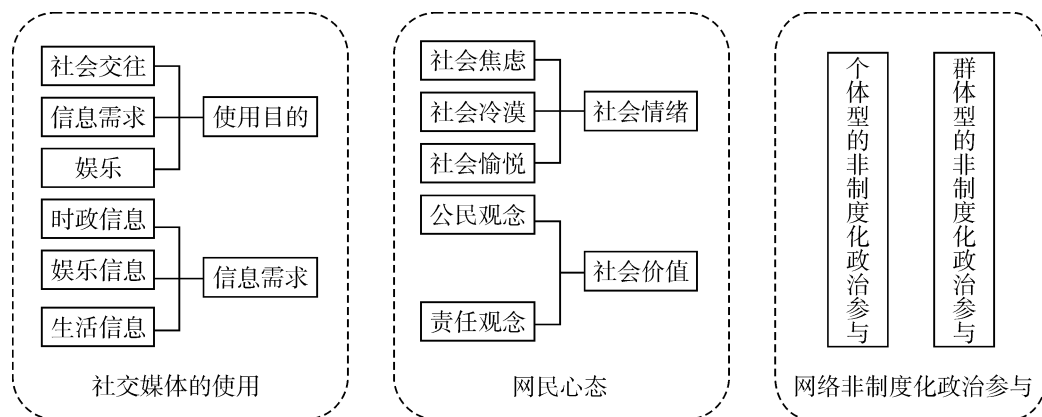 社会交往
信息需求
娱乐
使用目的
时政信息
娱乐信息
生活信息
信息需求
社交媒体的使用
社会焦虑
社会冷漠
社会愉悦
社会情绪
公民观念
责任观念
社会价值
网民心态
个体型的非制度化政治参与
群体型的非制度化政治参与
网络非制度化政治参与